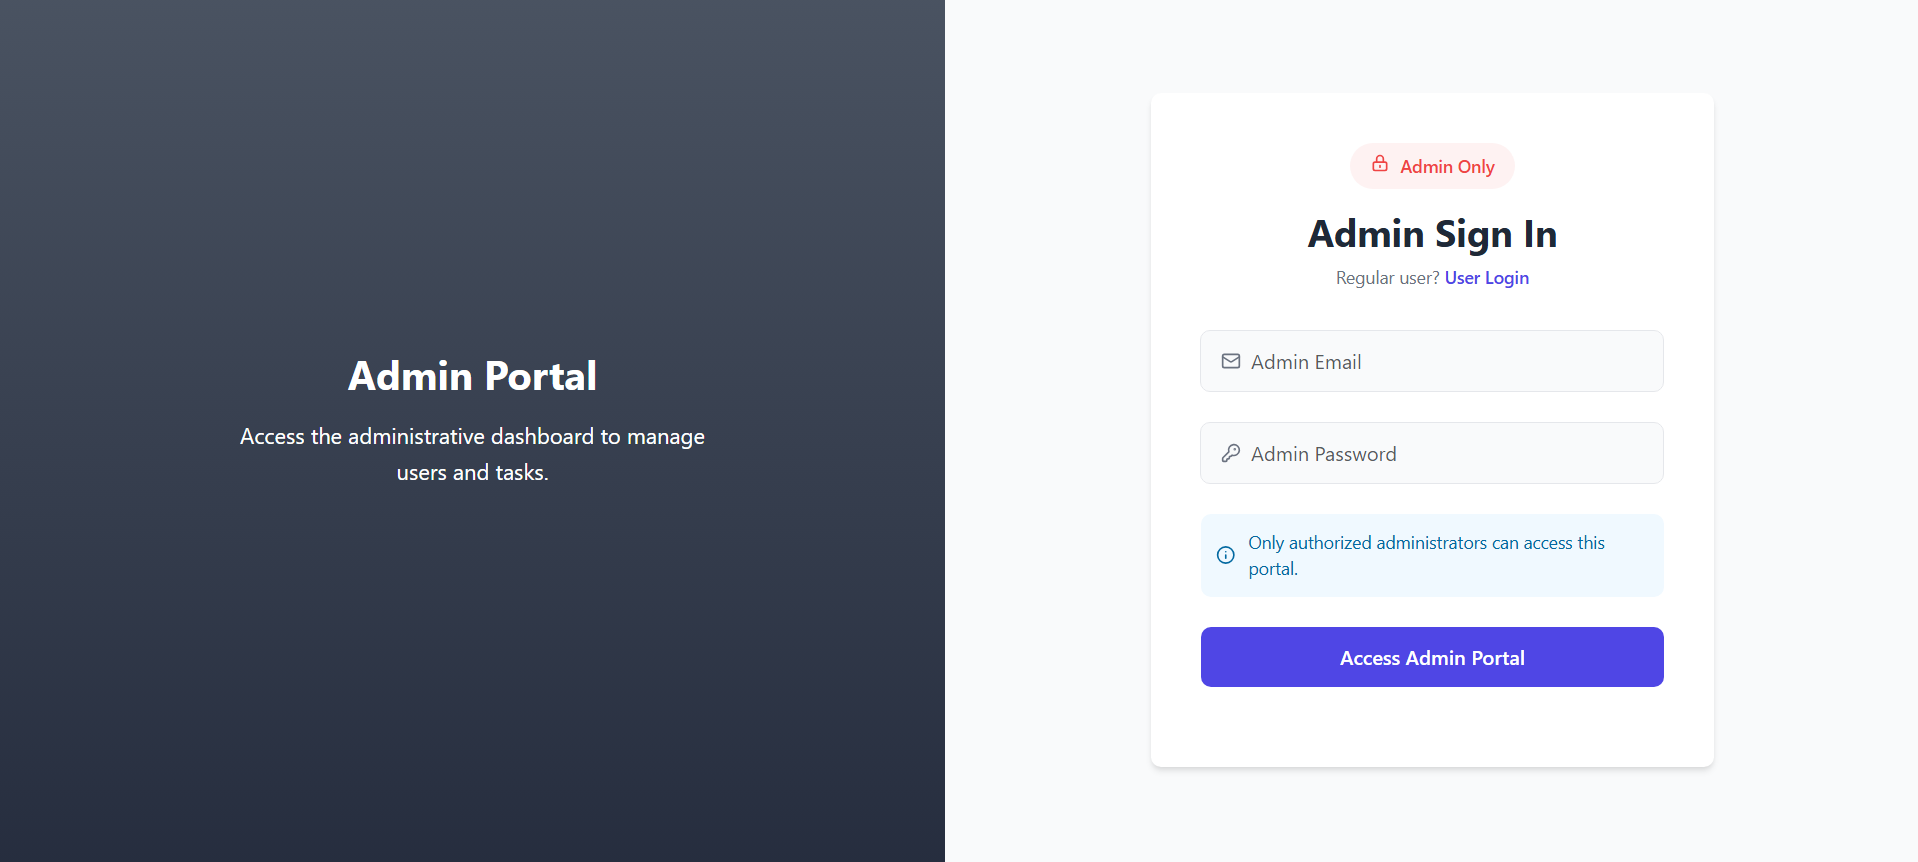 Admin Portal
Access the administrative dashboard to manage
users and tasks.
Admin Only
Admin Sign In
Regular user? User Login
Admin Email
Admin Password
Only authorized administrators can access this
portal.
Access Admin Portal